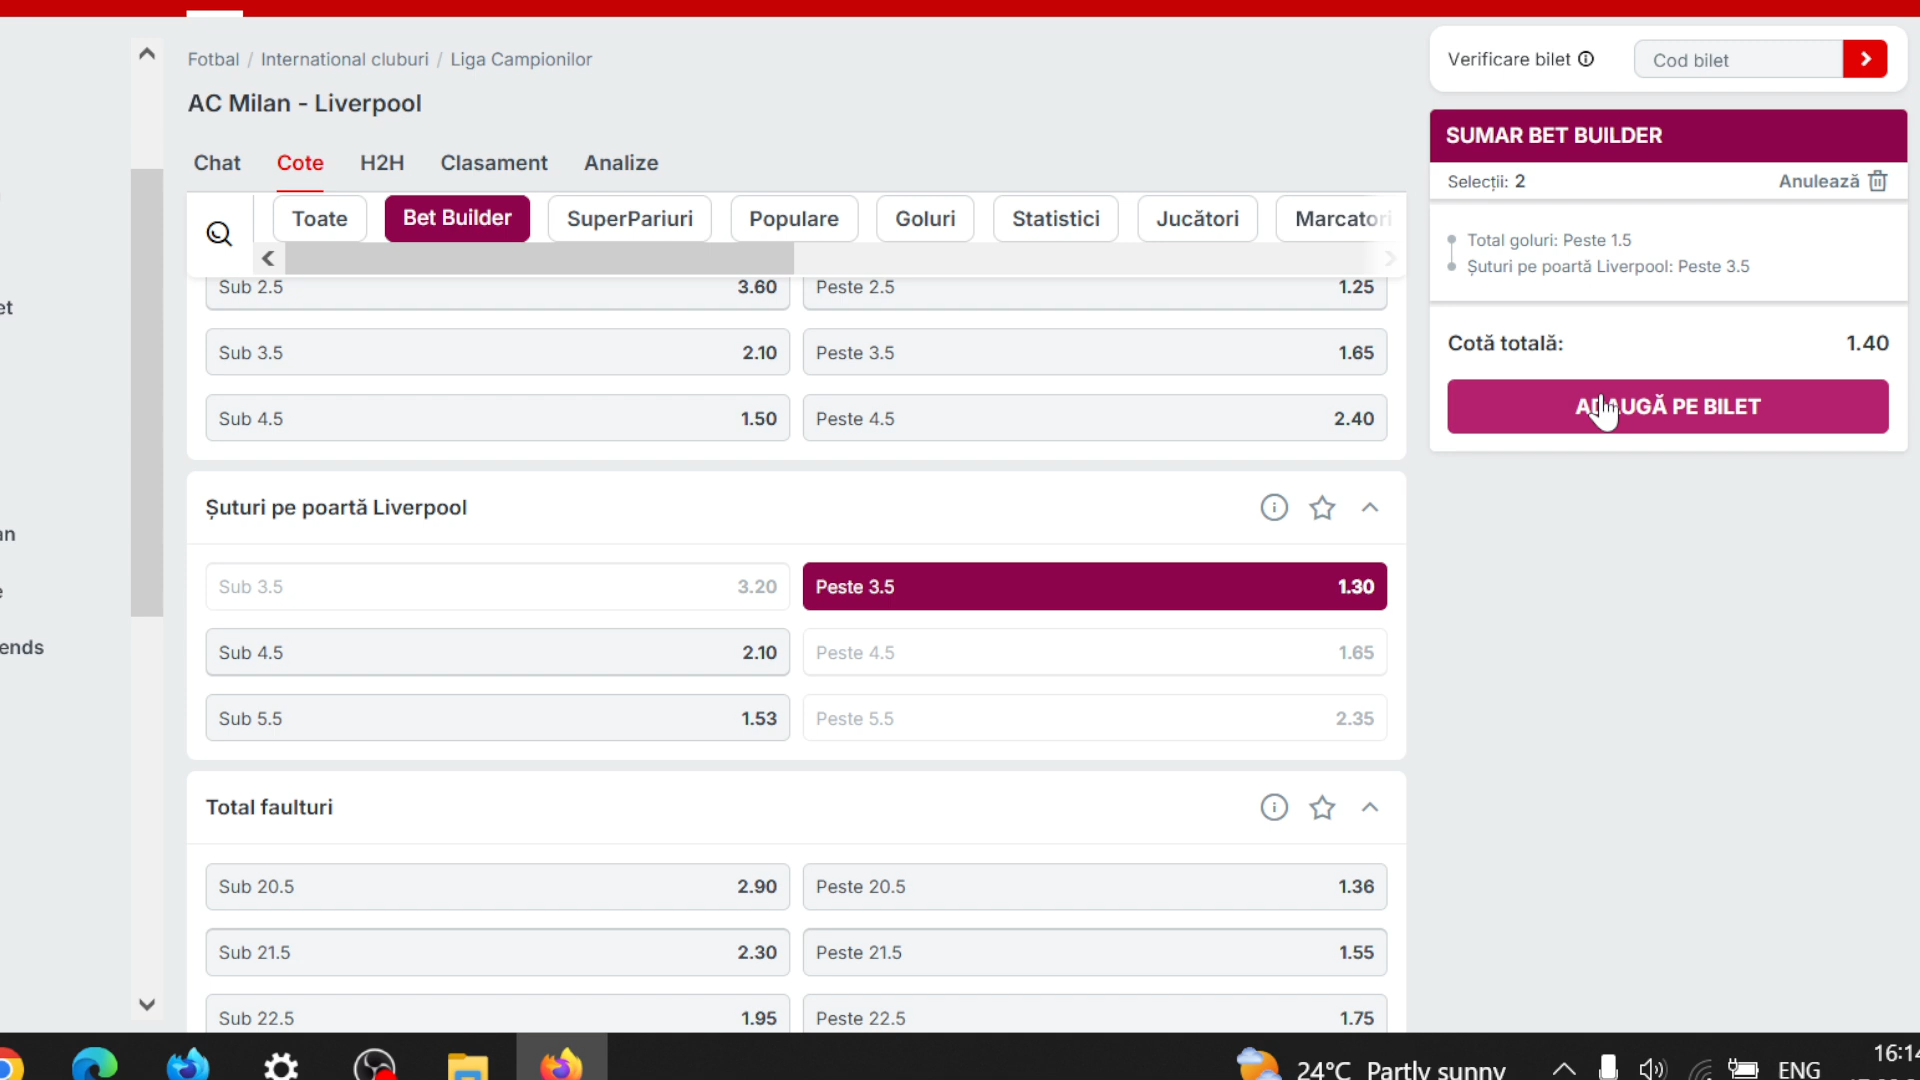 Fotbal / International cluburi / Liga Campionilor
AC Milan - Liverpool
Chat Cote H2H Clasament Analize
Toate Bet Builder SuperPariuri Populare Goluri Statistici Jucători Marcatori
Sub 2.5 3.60 Peste 2.5 1.25
Sub 3.5 2.10 Peste 3.5 1.65
Sub 4.5 1.50 Peste 4.5 2.40
Șuturi pe poartă Liverpool
Sub 3.5 3.20 Peste 3.5 1.30
Sub 4.5 2.10 Peste 4.5 1.65
Sub 5.5 1.53 Peste 5.5 2.35
Total faulturi
Sub 20.5 2.90 Peste 20.5 1.36
Sub 21.5 2.30 Peste 21.5 1.55
Sub 22.5 1.95 Peste 22.5 1.75
et
an
e
ends
Verificare bilet Cod bilet
SUMAR BET BUILDER
Selecții: 2 Anulează
Total goluri: Peste 1.5
Șuturi pe poartă Liverpool: Peste 3.5
Cotă totală: 1.40
ADAUGĂ PE BILET
24°C Partly sunny ENG 16:14